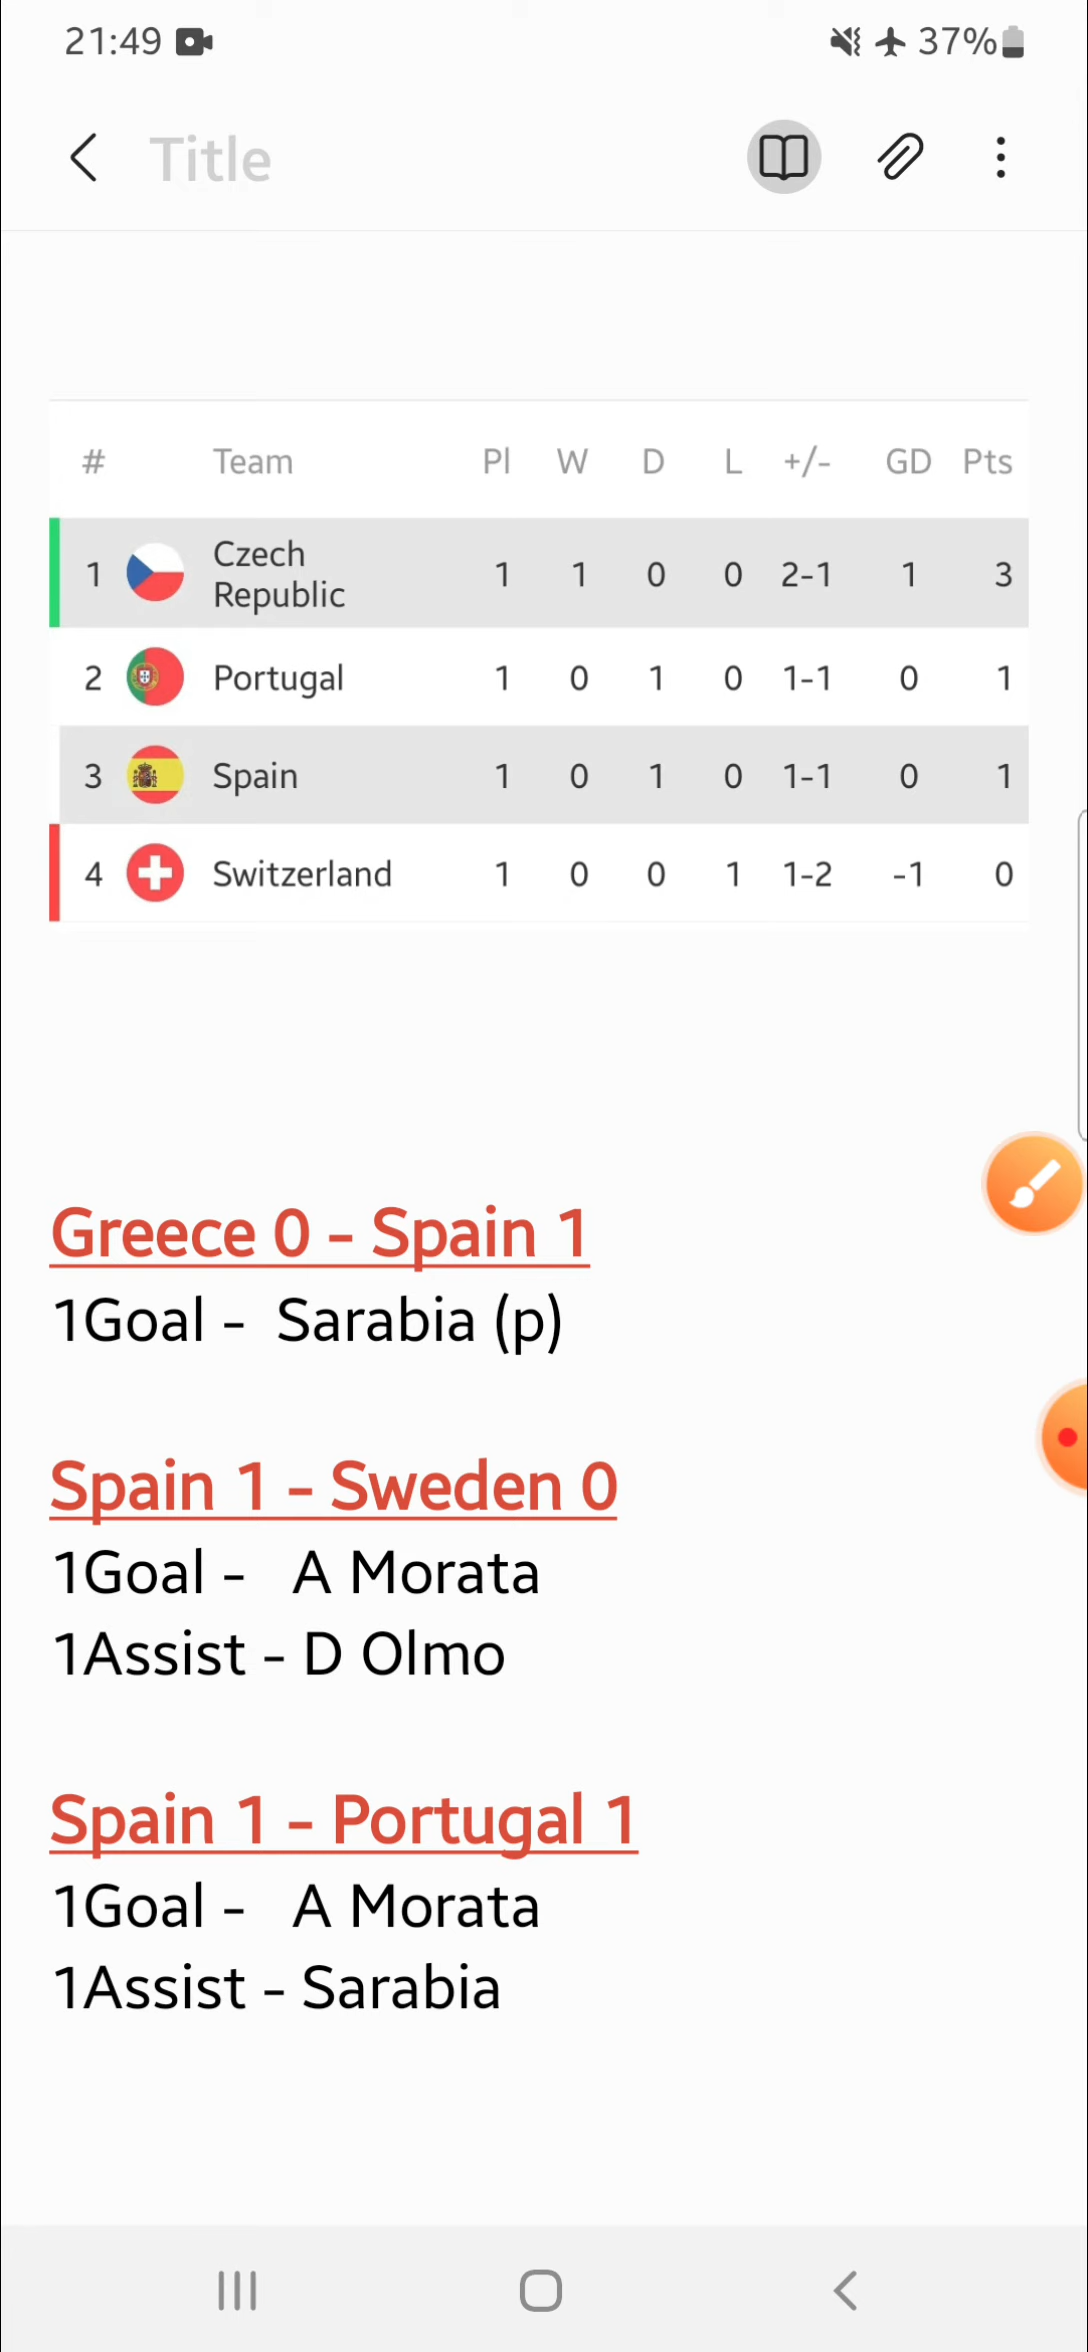 21:49 37%
Title
# Team Pl W D L +/- GD Pts
1 Czech Republic 1 1 0 0 2-1 1 3
2 Portugal 1 0 1 0 1-1 0 1
3 Spain 1 0 1 0 1-1 0 1
4 Switzerland 1 0 0 1 1-2 -1 0
Greece 0 - Spain 1
1Goal - Sarabia (p)
Spain 1 - Sweden 0
1Goal - A Morata
1Assist - D Olmo
Spain 1 - Portugal 1
1Goal - A Morata
1Assist - Sarabia